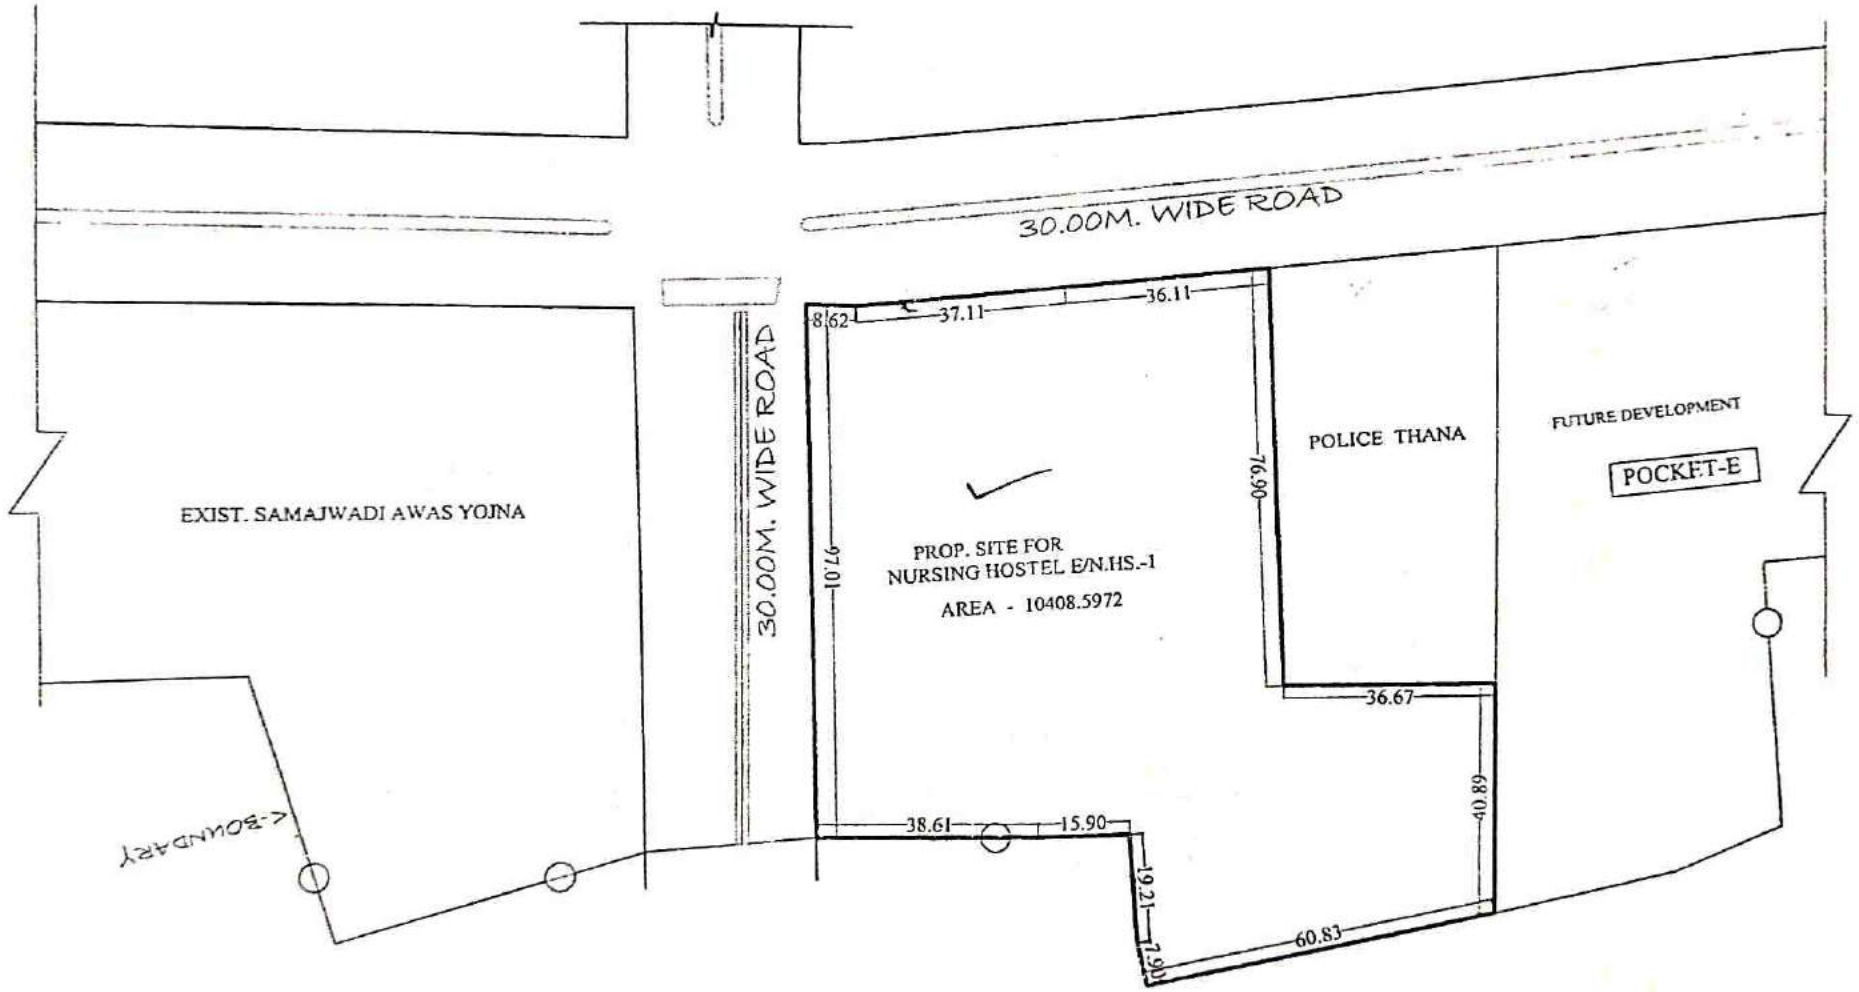 30.00M. WIDE ROAD
8.62
37.11
36.11
30.00M. WIDE ROAD
97.01
76.90
POLICE THANA
FUTURE DEVELOPMENT
POCKET-E
EXIST. SAMAJWADI AWAS YOJNA
PROP. SITE FOR
NURSING HOSTEL E/N.HS.-1
AREA - 10408.5972
36.67
40.89
38.61
15.90
<-BOUNDARY
19.21
7.90
60.83